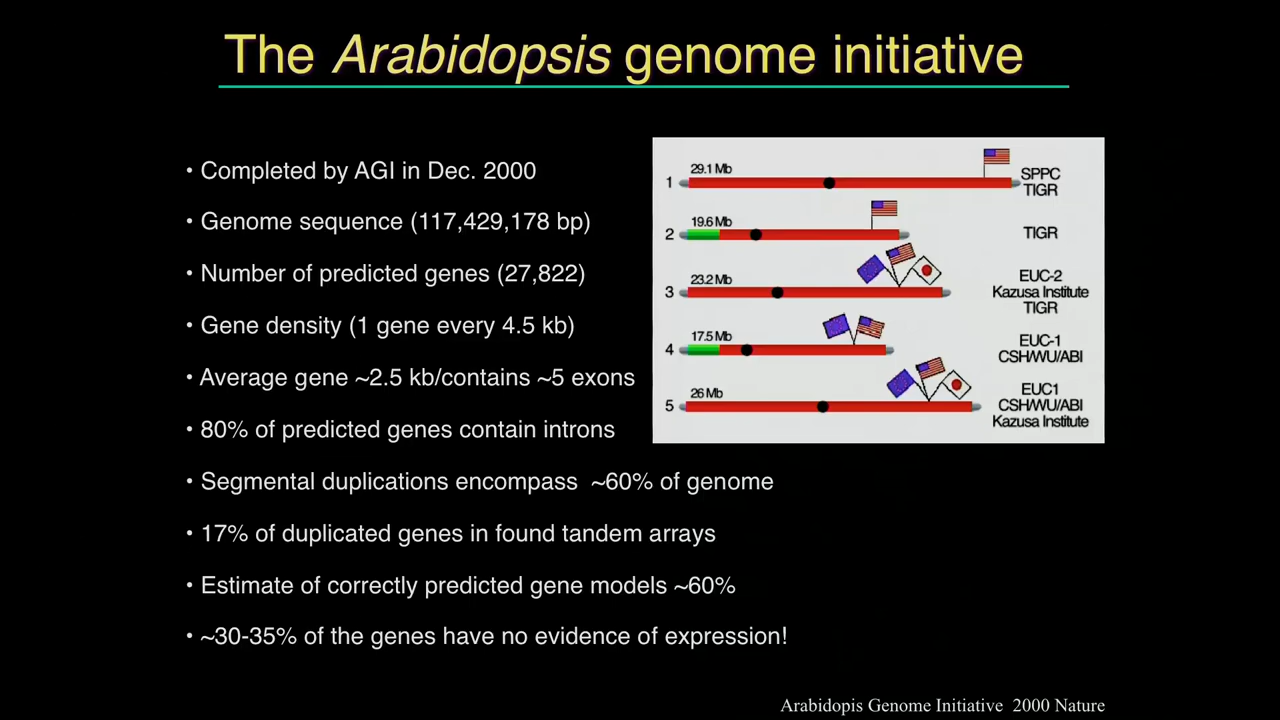 The Arabidopsis genome initiative
• Completed by AGI in Dec. 2000
• Genome sequence (117,429,178 bp)
• Number of predicted genes (27,822)
• Gene density (1 gene every 4.5 kb)
• Average gene ~2.5 kb/contains ~5 exons
• 80% of predicted genes contain introns
• Segmental duplications encompass ~60% of genome
• 17% of duplicated genes in found tandem arrays
• Estimate of correctly predicted gene models ~60%
• ~30-35% of the genes have no evidence of expression!
29.1 Mb
1
SPPC
TIGR
19.6 Mb
2
TIGR
23.2 Mb
3
EUC-2
Kazusa Institute
TIGR
17.5 Mb
4
EUC-1
CSH/WU/ABI
26 Mb
5
EUC1
CSH/WU/ABI
Kazusa Institute
Arabidopis Genome Initiative 2000 Nature